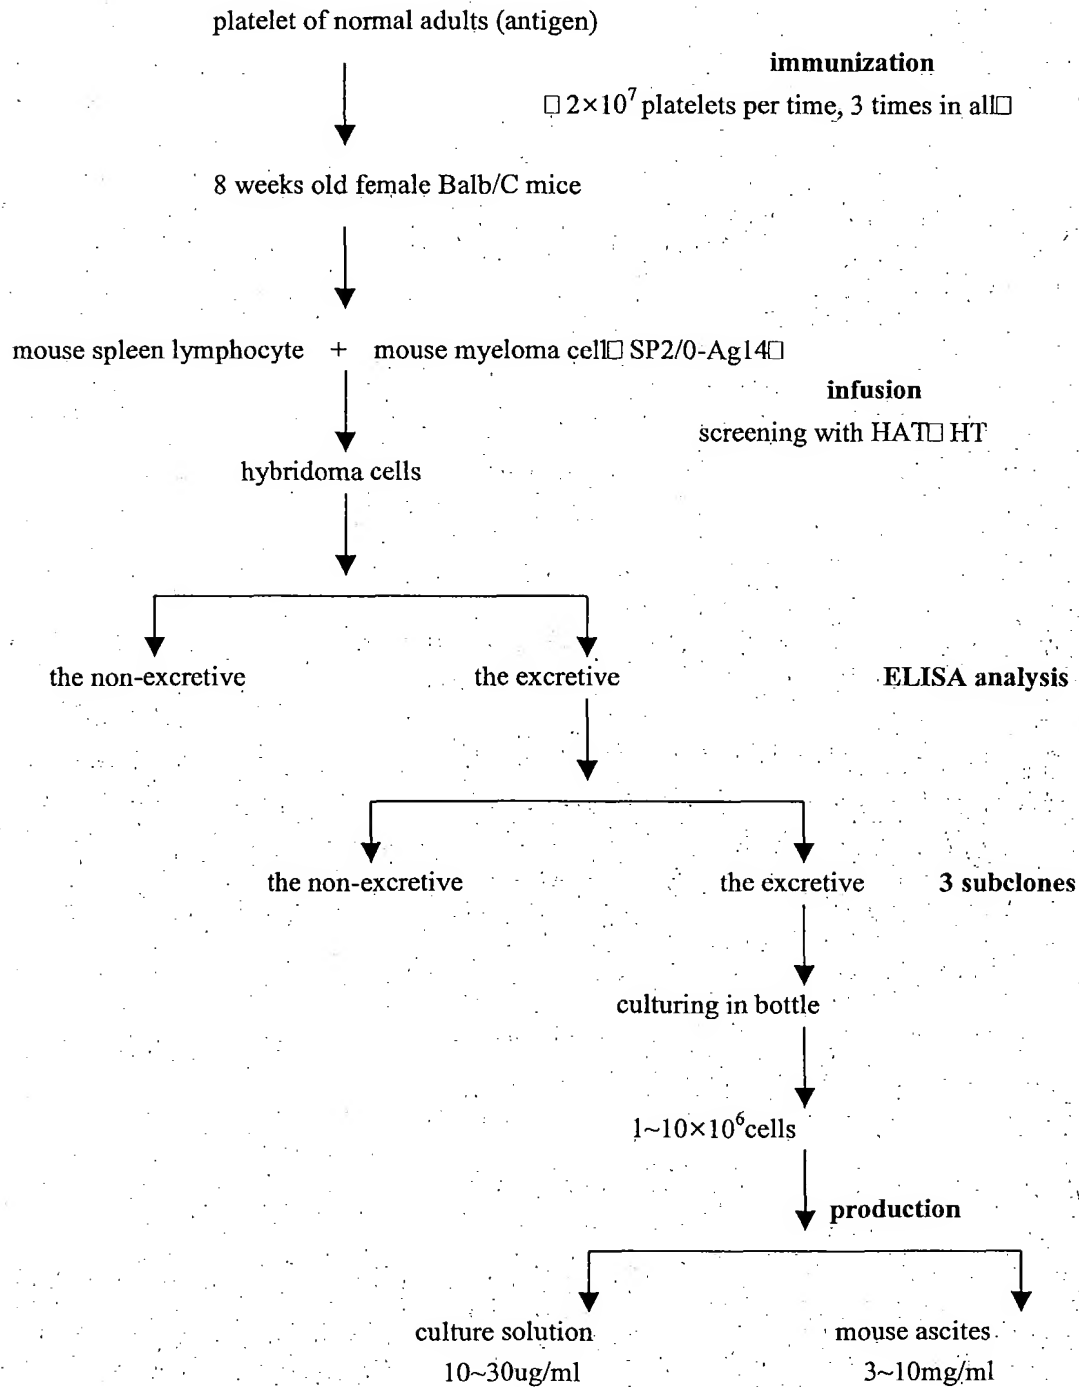 platelet of normal adults (antigen)
immunization
□ 2×10⁷ platelets per time, 3 times in all□
8 weeks old female Balb/C mice
mouse spleen lymphocyte + mouse myeloma cell□ SP2/0-Ag14□
infusion
screening with HAT□ HT
hybridoma cells
the non-excretive the excretive ELISA analysis
the non-excretive the excretive 3 subclones
culturing in bottle
1~10×10⁶cells
production
culture solution mouse ascites
10~30ug/ml 3~10mg/ml